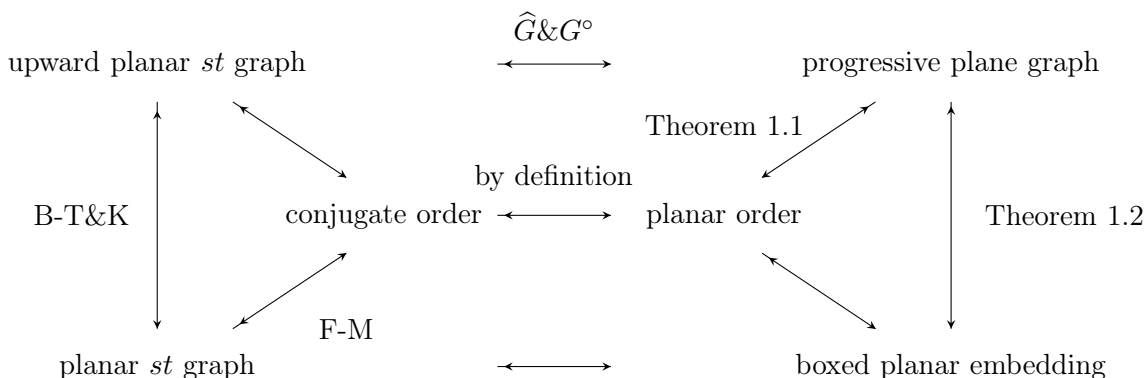 Ĝ&G°
upward planar st graph
progressive plane graph
Theorem 1.1
by definition
B-T&K
conjugate order
planar order
Theorem 1.2
F-M
planar st graph
boxed planar embedding